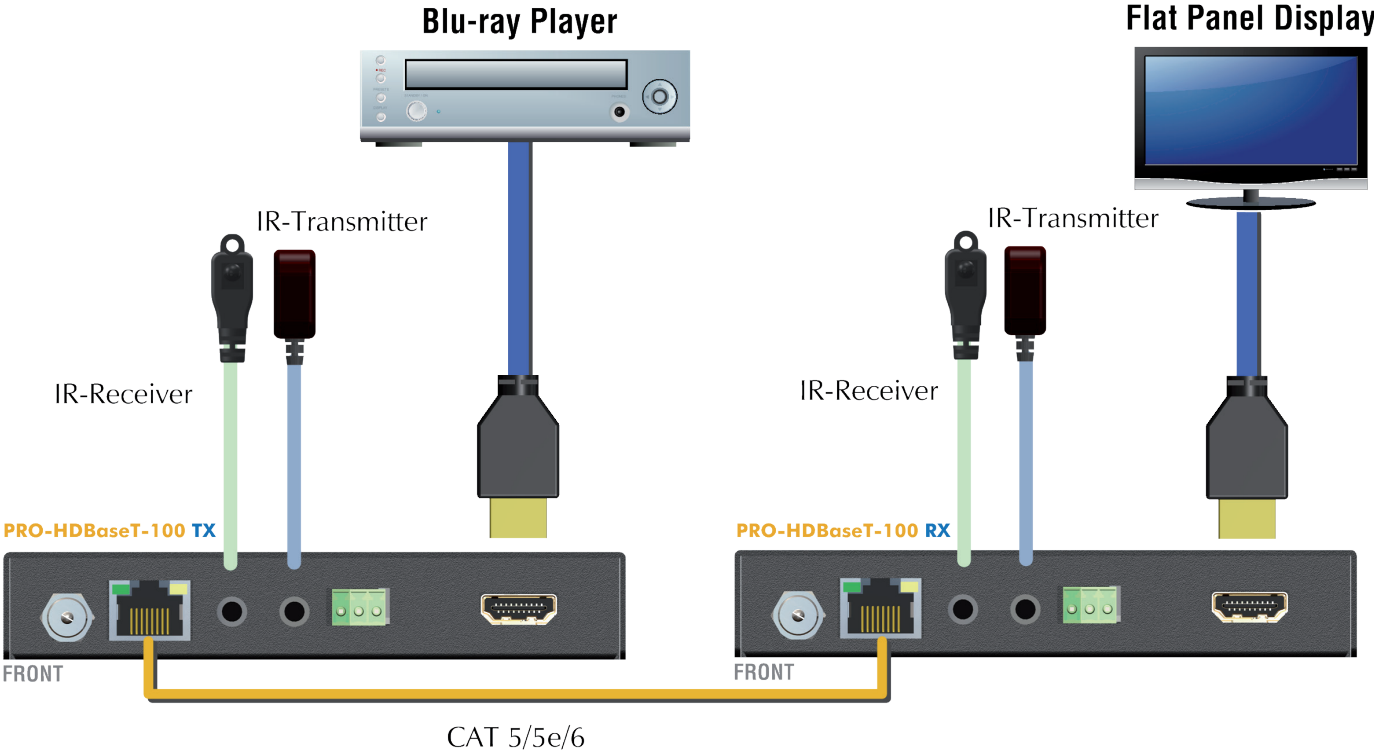 Blu-ray Player
Flat Panel Display
IR-Transmitter
IR-Transmitter
IR-Receiver
IR-Receiver
PRO-HDBaseT-100 TX
PRO-HDBaseT-100 RX
FRONT
FRONT
CAT 5/5e/6